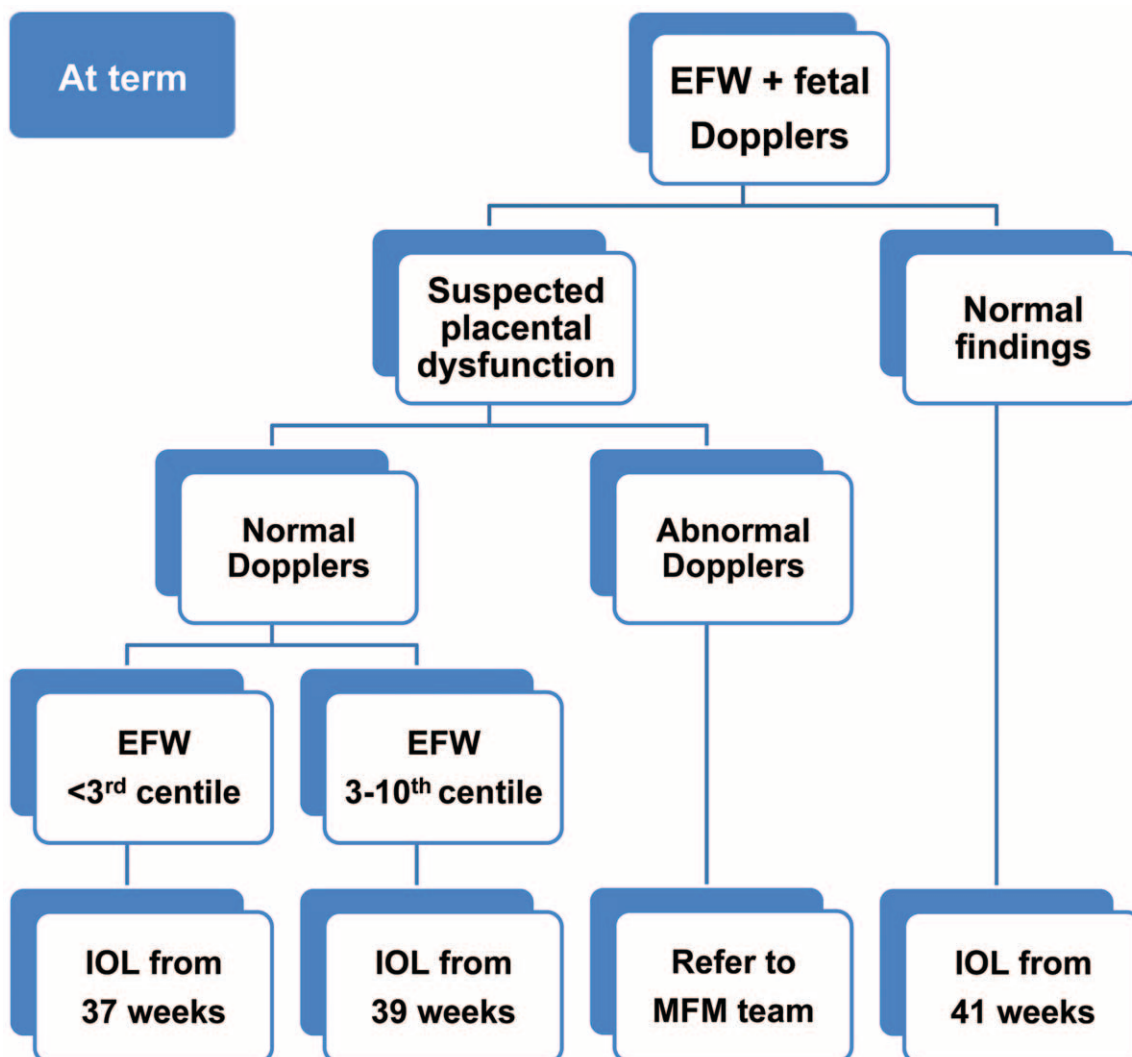 At term
EFW + fetal
Dopplers
Suspected
placental
dysfunction
Normal
findings
Normal
Dopplers
Abnormal
Dopplers
EFW
<3rd centile
EFW
3-10th centile
IOL from
37 weeks
IOL from
39 weeks
Refer to
MFM team
IOL from
41 weeks